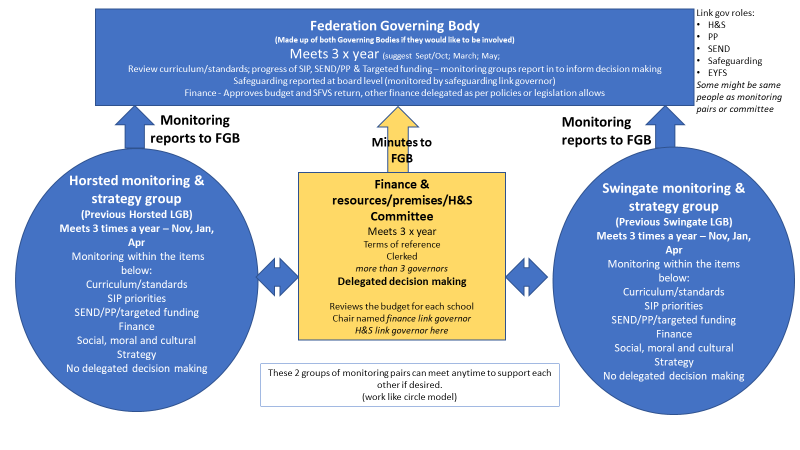 Federation Governing Body
(Made up of both Governing Bodies if they would like to be involved)
Meets 3 x year (suggest Sept/Oct; March; May;
Review curriculum/standards; progress of SIP, SEND/PP & Targeted funding – monitoring groups report in to inform decision making
Safeguarding reported at board level (monitored by safeguarding link governor)
Finance - Approves budget and SFVS return, other finance delegated as per policies or legislation allows
Link gov roles:
• H&S
• PP
• SEND
• Safeguarding
• EYFS
Some might be same
people as monitoring
pairs or committee
Monitoring
reports to FGB
Minutes to
FGB
Monitoring
reports to FGB
Horsted monitoring &
strategy group
(Previous Horsted LGB)
Meets 3 times a year – Nov, Jan,
Apr
Monitoring within the items
below:
Curriculum/standards
SIP priorities
SEND/PP/targeted funding
Finance
Social, moral and cultural
Strategy
No delegated decision making
Finance &
resources/premises/H&S
Committee
Meets 3 x year
Terms of reference
Clerked
more than 3 governors
Delegated decision making
Reviews the budget for each school
Chair named finance link governor
H&S link governor here
Swingate monitoring &
strategy group
(Previous Swingate LGB)
Meets 3 times a year – Nov, Jan,
Apr
Monitoring within the items
below:
Curriculum/standards
SIP priorities
SEND/PP/targeted funding
Finance
Social, moral and cultural
Strategy
No delegated decision making
These 2 groups of monitoring pairs can meet anytime to support each
other if desired.
(work like circle model)